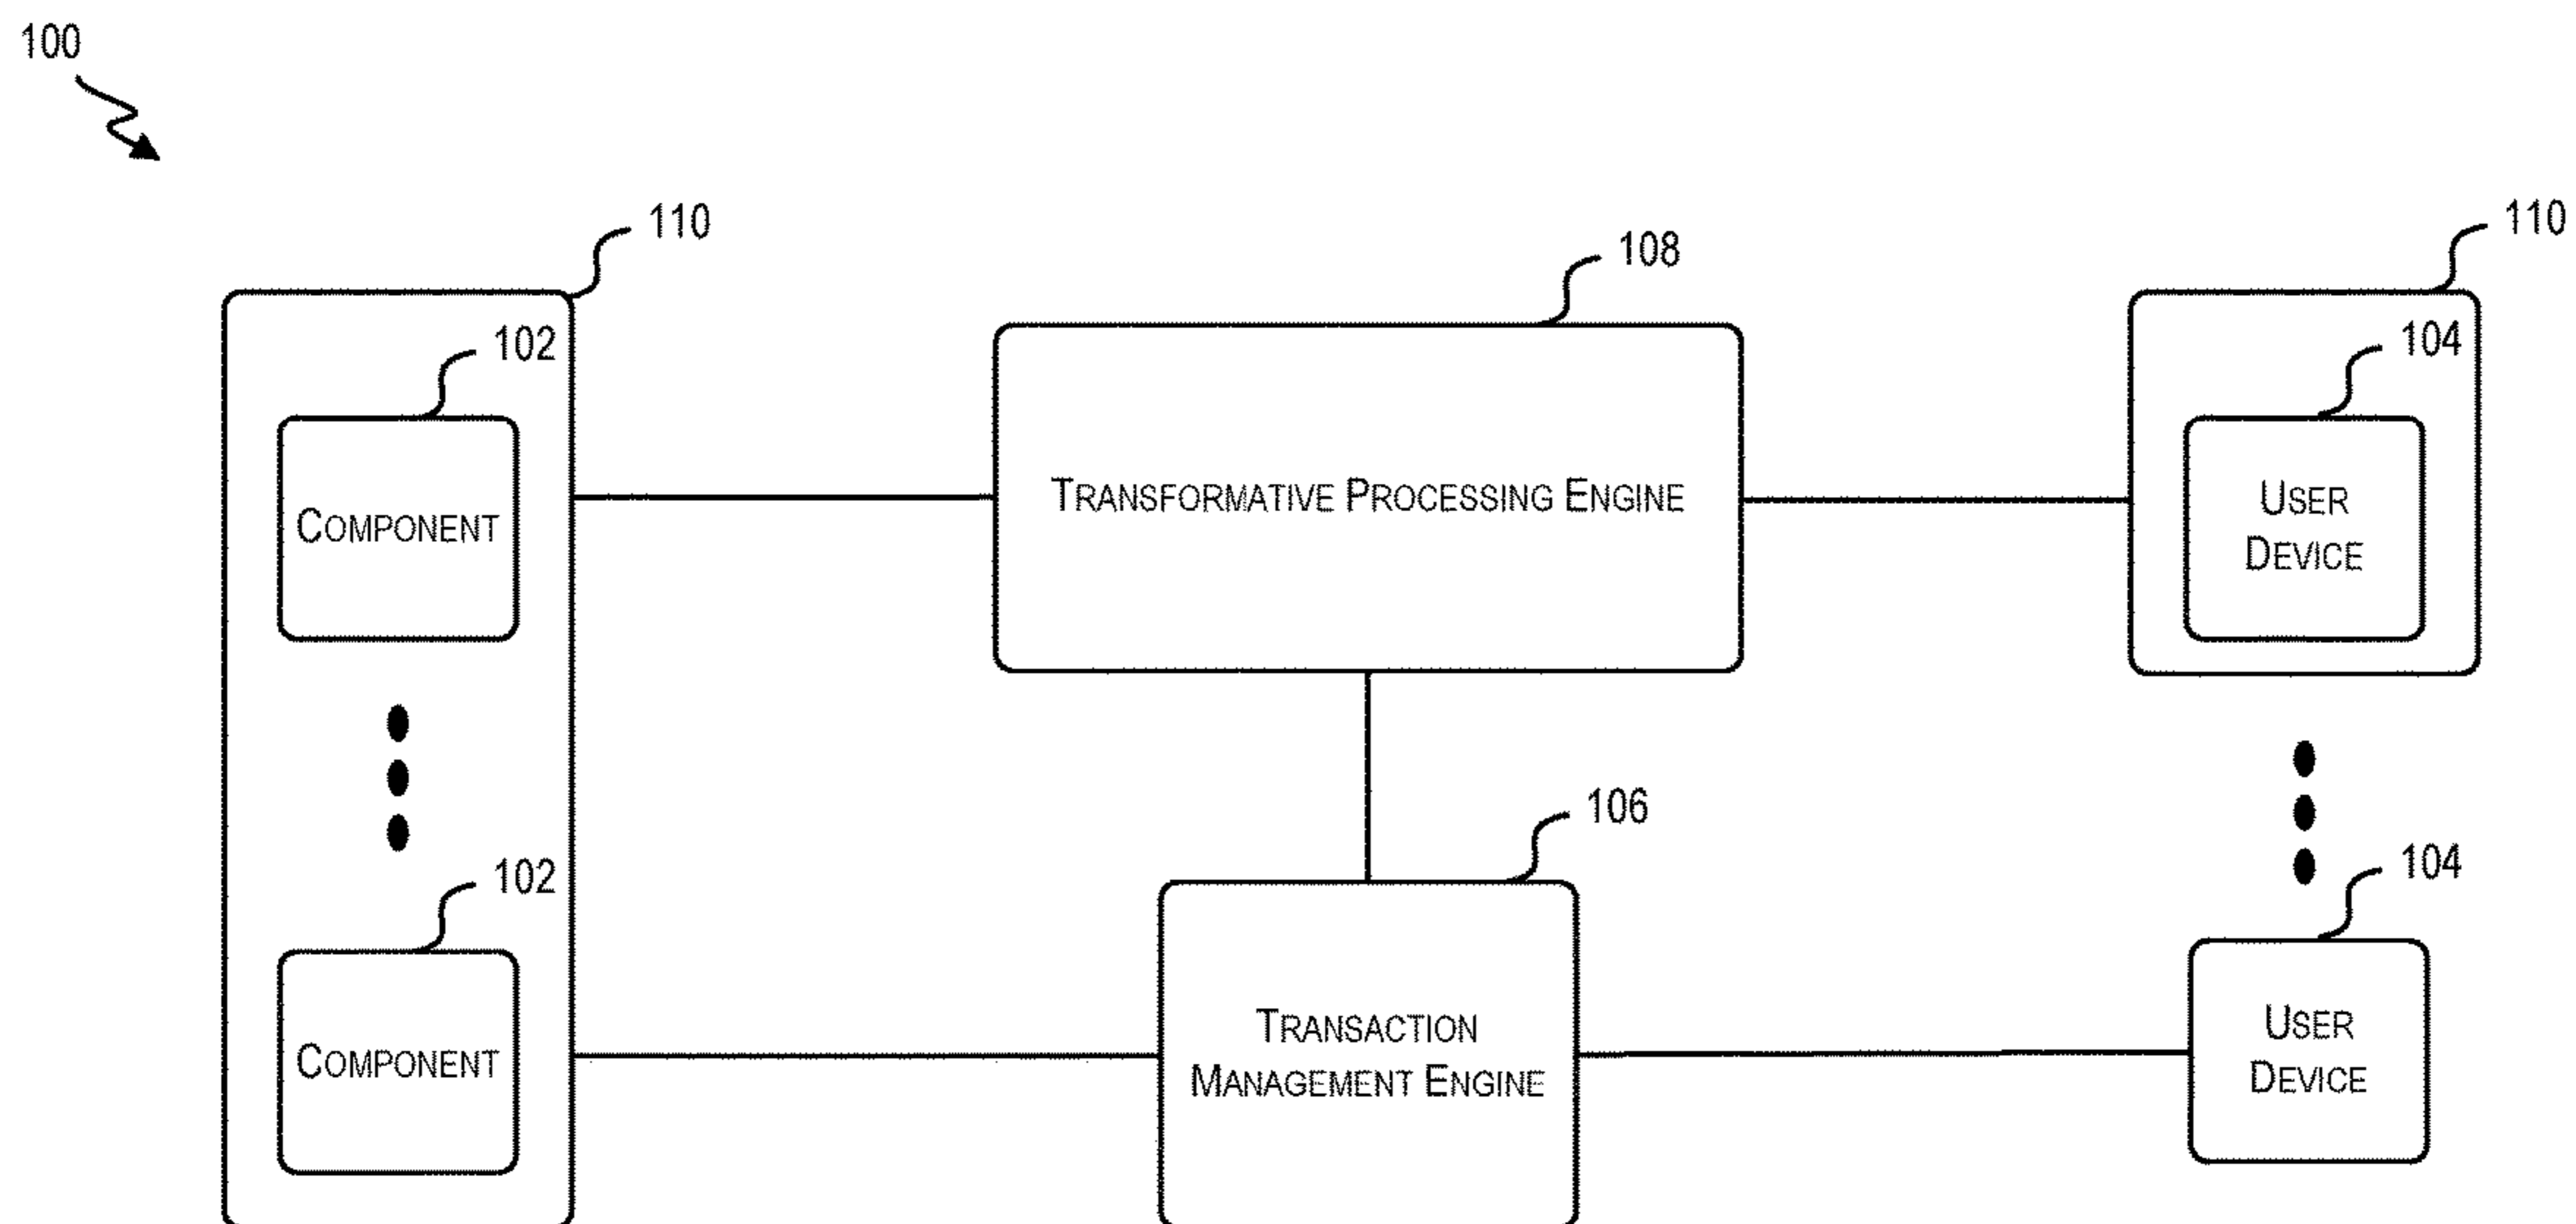 100
110
110
108
102
104
COMPONENT
TRANSFORMATIVE PROCESSING ENGINE
USER
DEVICE
106
102
104
COMPONENT
TRANSACTION
MANAGEMENT ENGINE
USER
DEVICE